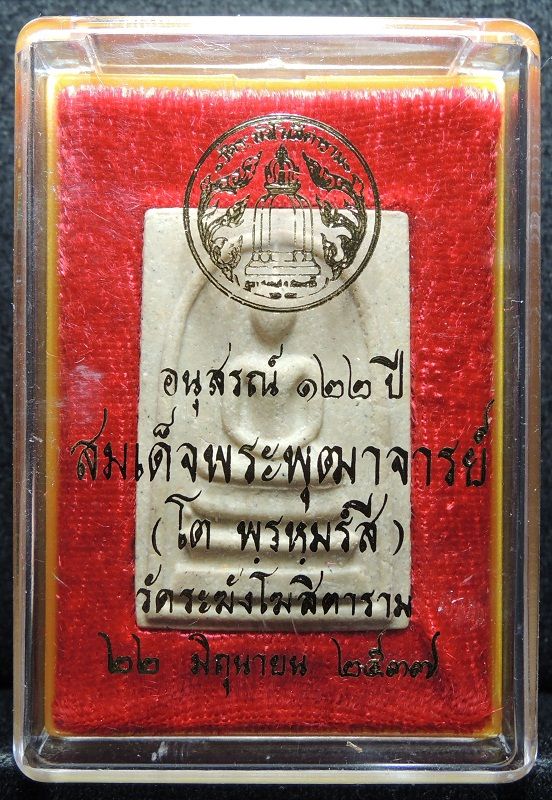 อนุสรณ์ ๑๒๒ ปี
สมเด็จพระพุฒาจารย์
(โต พฺรหฺมรํสี)
วัดระฆังโฆสิตาราม
๒๒ มิถุนายน ๒๕๓๗